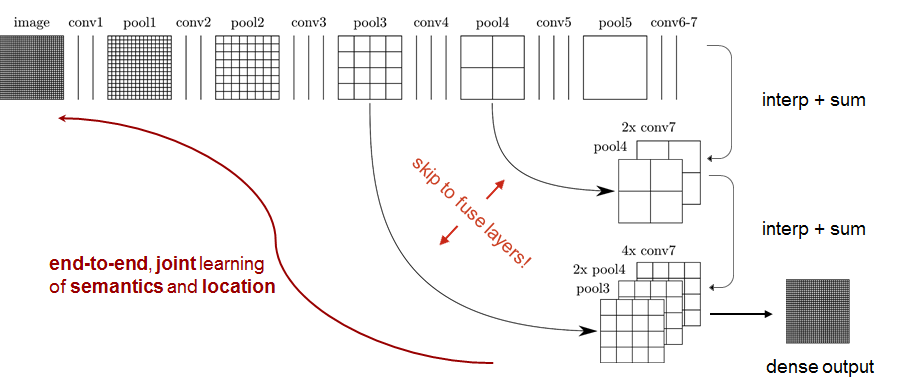 image conv1 pool1 conv2 pool2 conv3 pool3 conv4 pool4 conv5 pool5 conv6-7
interp + sum
2x conv7
pool4
skip to fuse layers!
interp + sum
4x conv7
2x pool4
pool3
end-to-end, joint learning
of semantics and location
dense output